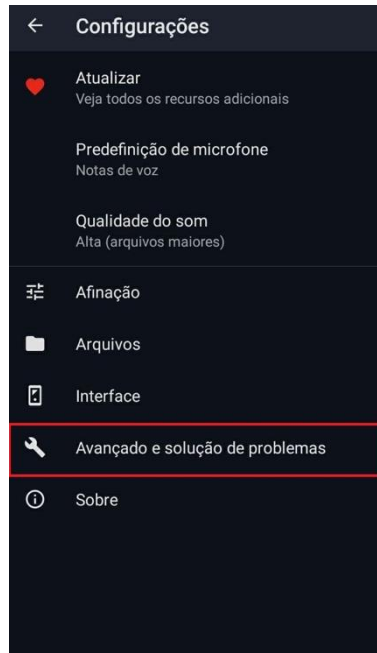 Configurações
Atualizar
Veja todos os recursos adicionais
Predefinição de microfone
Notas de voz
Qualidade do som
Alta (arquivos maiores)
Afinação
Arquivos
Interface
Avançado e solução de problemas
Sobre